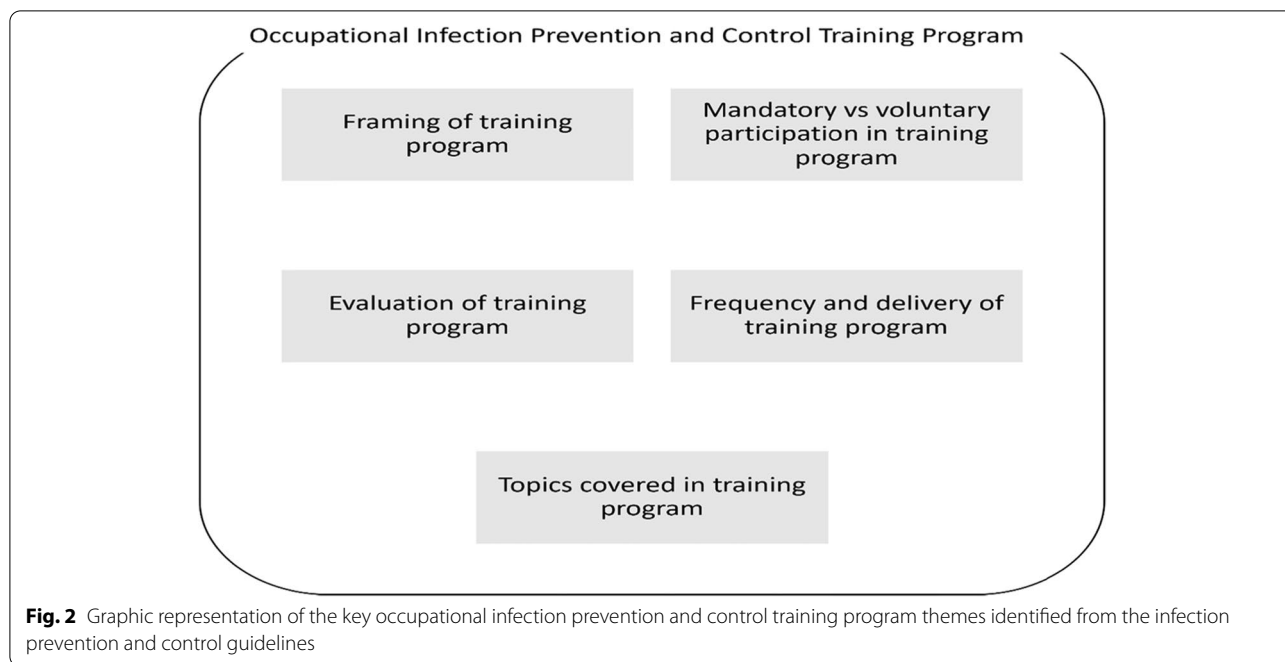 Occupational Infection Prevention and Control Training Program
Framing of training
program
Mandatory vs voluntary
participation in training
program
Evaluation of training
program
Frequency and delivery of
training program
Topics covered in training
program
Fig. 2 Graphic representation of the key occupational infection prevention and control training program themes identified from the infection
prevention and control guidelines